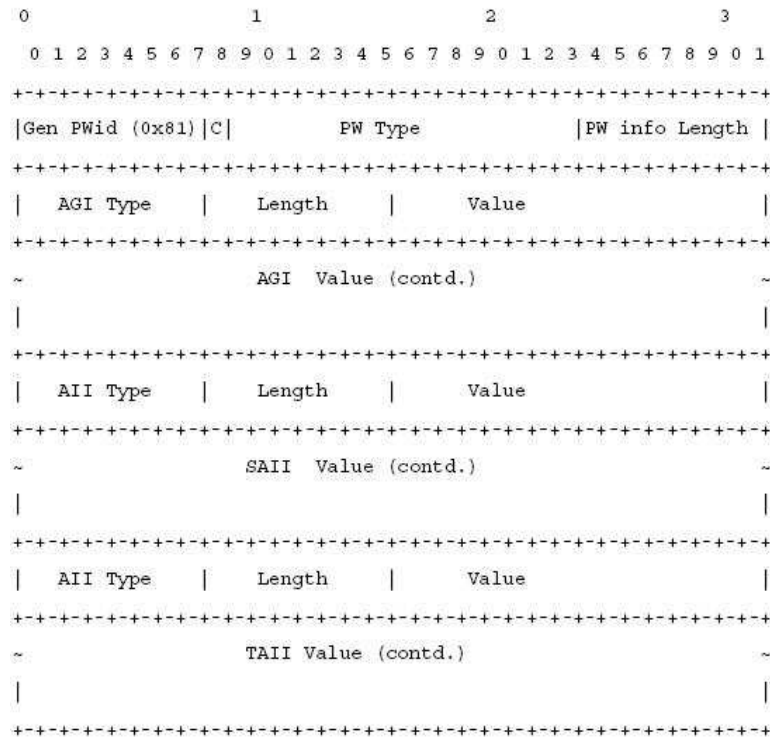 0                   1                   2                   3
 0 1 2 3 4 5 6 7 8 9 0 1 2 3 4 5 6 7 8 9 0 1 2 3 4 5 6 7 8 9 0 1
+-+-+-+-+-+-+-+-+-+-+-+-+-+-+-+-+-+-+-+-+-+-+-+-+-+-+-+-+-+-+-+-+
|Gen PWid (0x81)|C|         PW Type             |PW info Length |
+-+-+-+-+-+-+-+-+-+-+-+-+-+-+-+-+-+-+-+-+-+-+-+-+-+-+-+-+-+-+-+-+
|   AGI Type    |    Length     |      Value                    |
+-+-+-+-+-+-+-+-+-+-+-+-+-+-+-+-+-+-+-+-+-+-+-+-+-+-+-+-+-+-+-+-+
~                    AGI  Value (contd.)                        ~
|                                                               |
+-+-+-+-+-+-+-+-+-+-+-+-+-+-+-+-+-+-+-+-+-+-+-+-+-+-+-+-+-+-+-+-+
|   AII Type    |    Length     |      Value                    |
+-+-+-+-+-+-+-+-+-+-+-+-+-+-+-+-+-+-+-+-+-+-+-+-+-+-+-+-+-+-+-+-+
~                   SAII  Value (contd.)                        ~
|                                                               |
+-+-+-+-+-+-+-+-+-+-+-+-+-+-+-+-+-+-+-+-+-+-+-+-+-+-+-+-+-+-+-+-+
|   AII Type    |    Length     |      Value                    |
+-+-+-+-+-+-+-+-+-+-+-+-+-+-+-+-+-+-+-+-+-+-+-+-+-+-+-+-+-+-+-+-+
~                   TAII Value (contd.)                         ~
|                                                               |
+-+-+-+-+-+-+-+-+-+-+-+-+-+-+-+-+-+-+-+-+-+-+-+-+-+-+-+-+-+-+-+-+